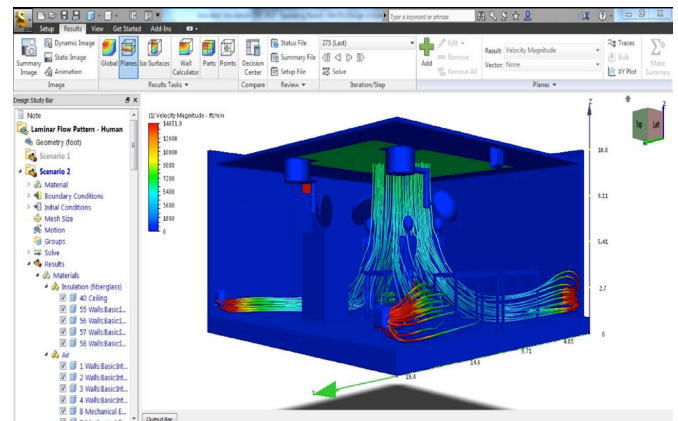 Type a keyword or phrase
Setup Results View Get Started Add-Ins
Summary Image
Dynamic Image
Static Image
Animation
Image
Global Planes Iso Surfaces Wall Calculator Parts Points
Results Tasks
Decision Center
Compare
Status File
Summary File
Setup File
Review
275 (Last)
Solve
Iteration/Step
Add
Edit
Remove
Remove All
Result: Velocity Magnitude
Vector: None
Planes
Traces
Bulk
XY Plot
Make Summary
Design Study Bar
Note
Laminar Flow Pattern - Human
Geometry (foot)
Scenario 1
Scenario 2
Material
Boundary Conditions
Initial Conditions
Mesh Size
Motion
Groups
Solve
Results
Materials
Insulation (fiberglass)
40 Ceiling
55 Walls:Basic:I...
56 Walls:Basic:I...
57 Walls:Basic:I...
58 Walls:Basic:I...
Air
1 Walls:Basic:Int...
2 Walls:Basic:Int...
3 Walls:Basic:Int...
4 Walls:Basic:Int...
8 Mechanical E...
(1) Velocity Magnitude - ft/min
14651.9
12600
10800
9000
7200
5400
3600
1800
0
Top Left
Z
10.8
8.11
5.41
2.7
0
4.85
9.71
14.6
19.4
Y
Output Bar